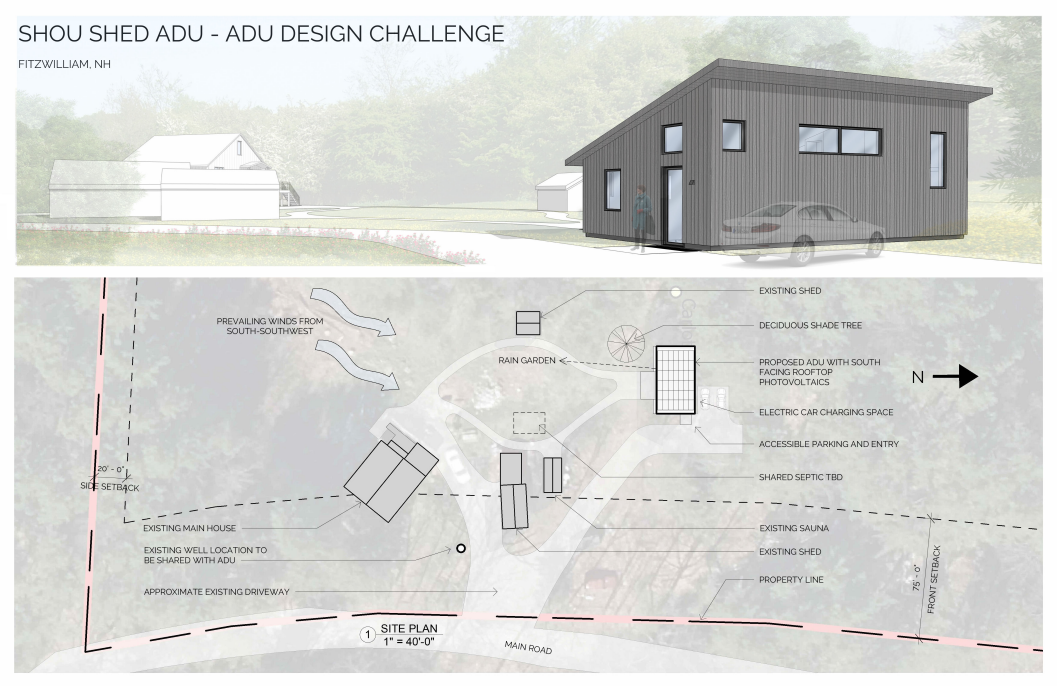 SHOU SHED ADU - ADU DESIGN CHALLENGE
FITZWILLIAM, NH
EXISTING SHED
PREVAILING WINDS FROM
SOUTH-SOUTHWEST
DECIDUOUS SHADE TREE
RAIN GARDEN
PROPOSED ADU WITH SOUTH
FACING ROOFTOP
PHOTOVOLTAICS
N
ELECTRIC CAR CHARGING SPACE
ACCESSIBLE PARKING AND ENTRY
20' - 0"
SIDE SETBACK
SHARED SEPTIC TBD
EXISTING MAIN HOUSE
EXISTING SAUNA
EXISTING WELL LOCATION TO
BE SHARED WITH ADU
EXISTING SHED
75' - 0"
FRONT SETBACK
APPROXIMATE EXISTING DRIVEWAY
PROPERTY LINE
1
SITE PLAN
1" = 40'-0"
MAIN ROAD